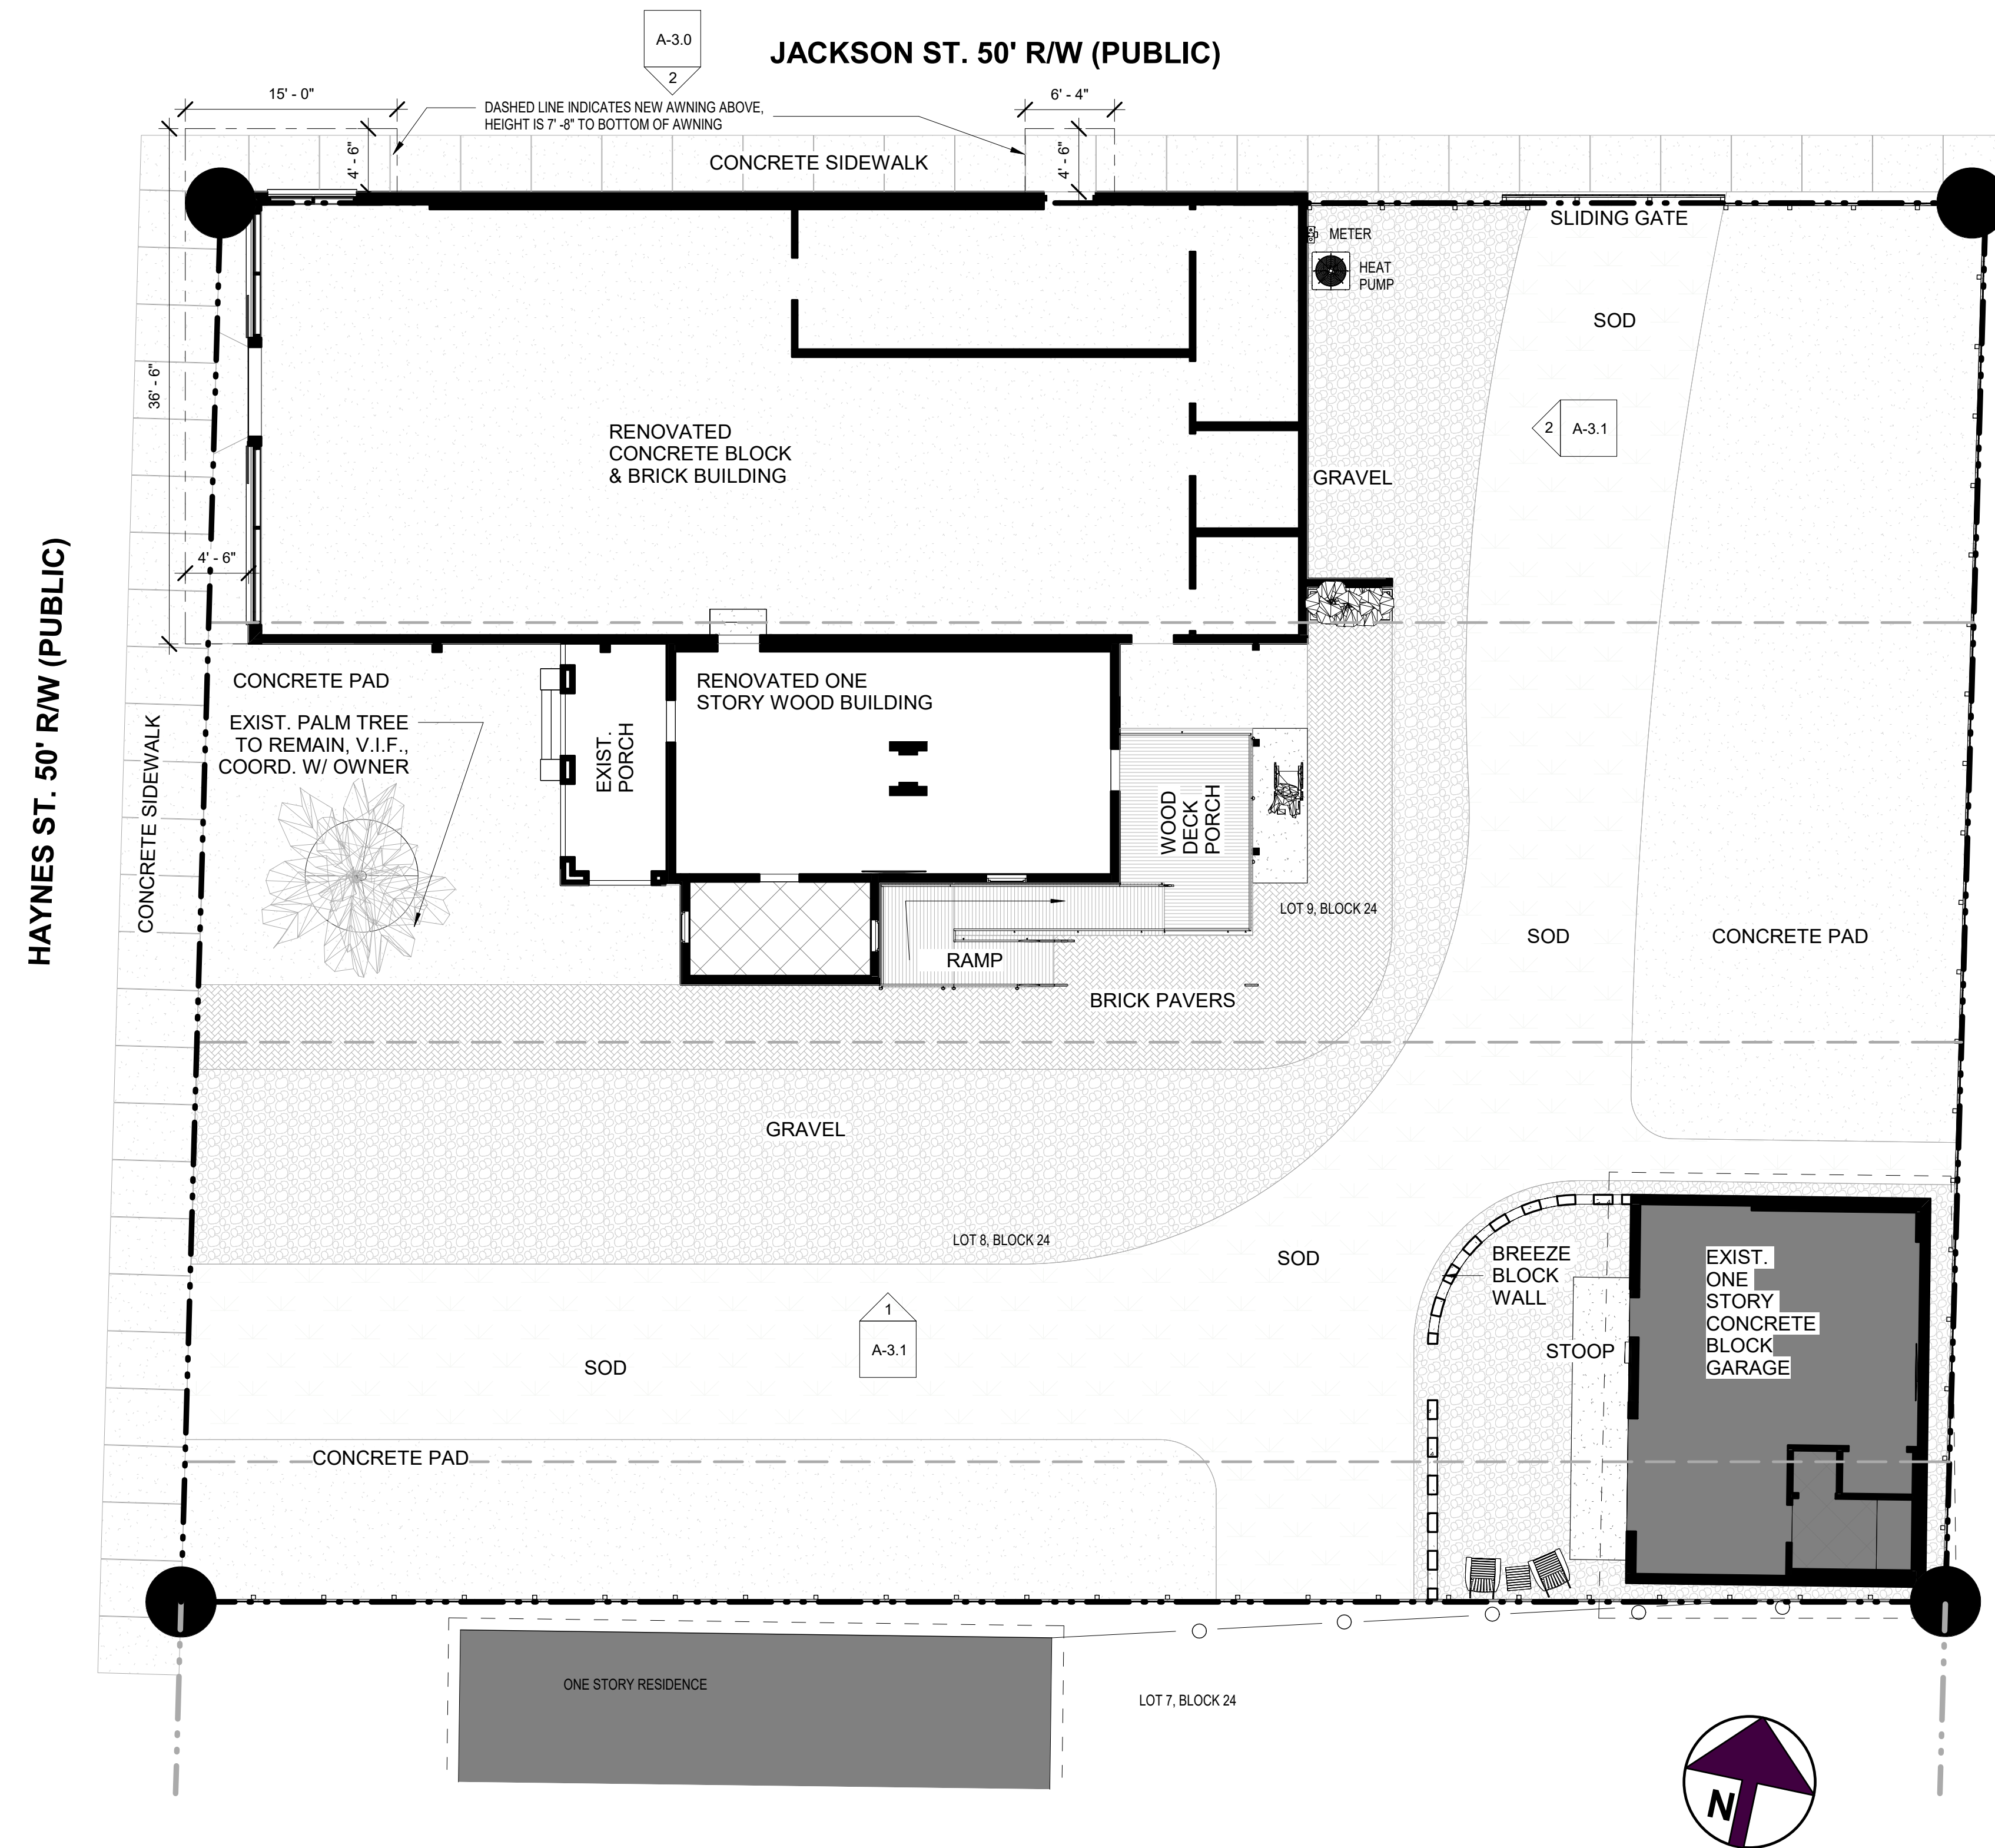 A-3.0
2
JACKSON ST. 50' R/W (PUBLIC)
15' - 0"
DASHED LINE INDICATES NEW AWNING ABOVE,
HEIGHT IS 7' -8" TO BOTTOM OF AWNING
6' - 4"
4' - 6"
CONCRETE SIDEWALK
4' - 6"
SLIDING GATE
METER
HEAT
PUMP
SOD
36' - 6"
2
A-3.1
RENOVATED
CONCRETE BLOCK
& BRICK BUILDING
GRAVEL
4' - 6"
HAYNES ST. 50' R/W (PUBLIC)
CONCRETE SIDEWALK
CONCRETE PAD
EXIST. PALM TREE
TO REMAIN, V.I.F.,
COORD. W/ OWNER
EXIST.
PORCH
RENOVATED ONE
STORY WOOD BUILDING
WOOD
DECK
PORCH
LOT 9, BLOCK 24
SOD
CONCRETE PAD
RAMP
BRICK PAVERS
GRAVEL
LOT 8, BLOCK 24
SOD
BREEZE
BLOCK
WALL
EXIST.
ONE
STORY
CONCRETE
BLOCK
GARAGE
1
A-3.1
STOOP
SOD
CONCRETE PAD
ONE STORY RESIDENCE
LOT 7, BLOCK 24
N